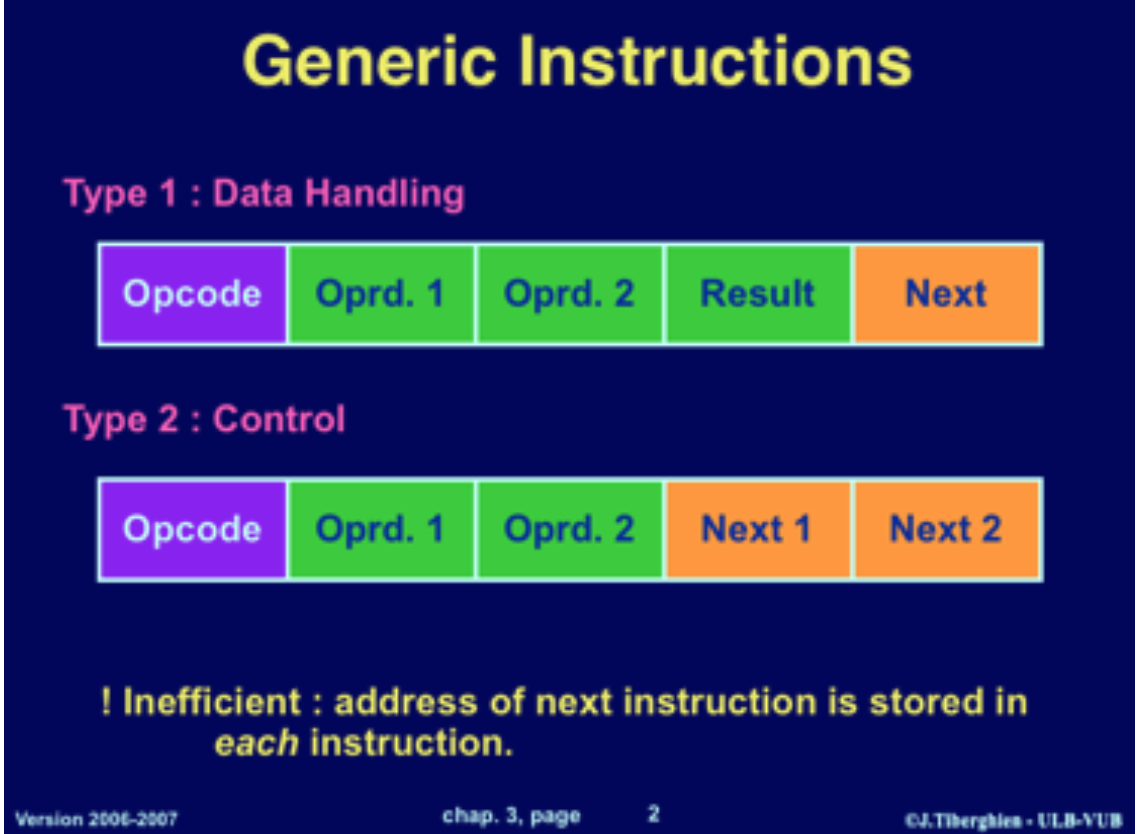 Generic Instructions
Type 1 : Data Handling
Opcode Oprd. 1 Oprd. 2 Result Next
Type 2 : Control
Opcode Oprd. 1 Oprd. 2 Next 1 Next 2
! Inefficient : address of next instruction is stored in
each instruction.
Version 2006-2007 chap. 3, page 2 ©J.Tiberghien - ULB-VUB